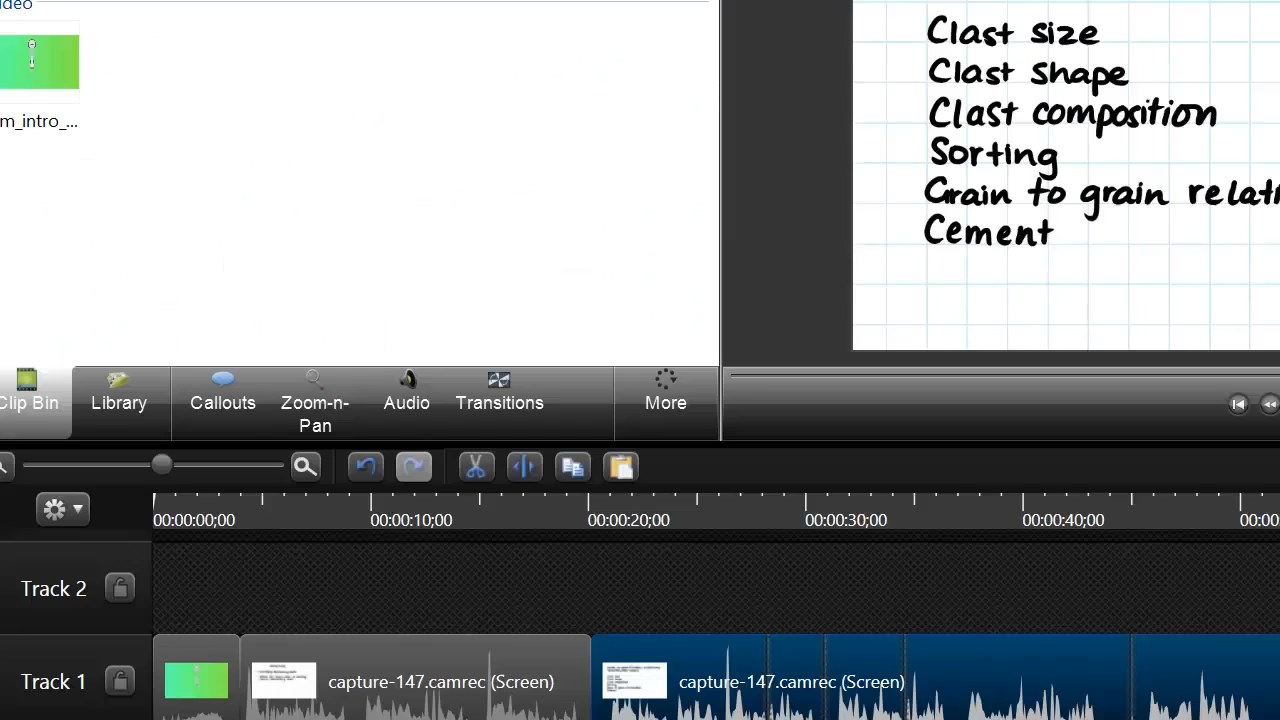 ideo
m_intro_...
Clast size
Clast shape
Clast composition
Sorting
Grain to grain relati
Cement
Clip Bin
Library
Callouts
Zoom-n-
Pan
Audio
Transitions
More
00:00:00;00
00:00:10;00
00:00:20;00
00:00:30;00
00:00:40;00
00:00
Track 2
Track 1
capture-147.camrec (Screen)
capture-147.camrec (Screen)